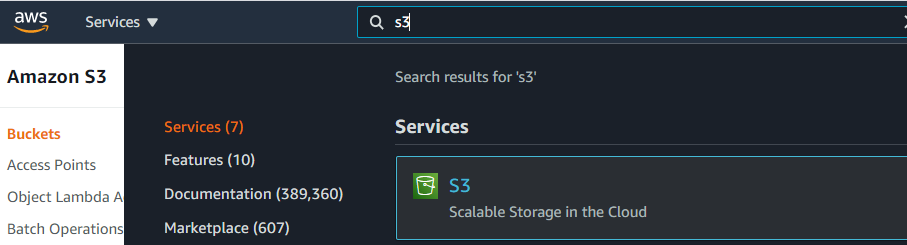 aws
Services ▼
s3
Amazon S3
Buckets
Access Points
Object Lambda A
Batch Operations
Search results for 's3'
Services (7)
Features (10)
Documentation (389,360)
Marketplace (607)
Services
S3
Scalable Storage in the Cloud